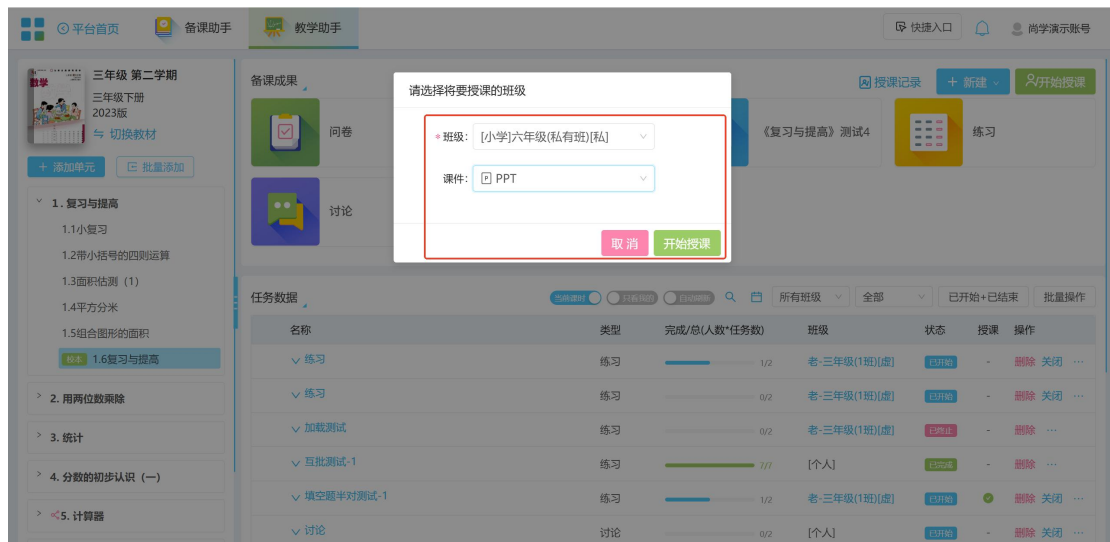 平台首页
备课助手
教学助手
快捷入口
尚学演示账号
数学
三年级 第二学期
三年级下册
2023版
切换教材
+ 添加单元
批量添加
1. 复习与提高
1.1小复习
1.2带小括号的四则运算
1.3面积估测（1）
1.4平方分米
1.5组合图形的面积
校本 1.6复习与提高
2. 用两位数乘除
3. 统计
4. 分数的初步认识（一）
5. 计算器
备课成果
授课记录
+ 新建
开始授课
问卷
《复习与提高》测试4
练习
讨论
请选择将要授课的班级
*班级: [小学]六年级(私有班)[私]
课件: PPT
取 消
开始授课
任务数据
当前课时
只看我的
自动刷新
所有班级
全部
已开始+已结束
批量操作
名称 类型 完成/总(人数*任务数) 班级 状态 授课 操作
练习 练习 1/2 老-三年级(1班)[虚] 已开始 - 删除 关闭 ···
练习 练习 0/2 老-三年级(1班)[虚] 已开始 - 删除 关闭 ···
加载测试 练习 0/2 老-三年级(1班)[虚] 已终止 - 删除 ···
互批测试-1 练习 7/7 [个人] 已完成 - 删除 ···
填空题半对测试-1 练习 1/2 老-三年级(1班)[虚] 已开始 删除 关闭 ···
讨论 讨论 0/2 [个人] 已开始 - 删除 关闭 ···